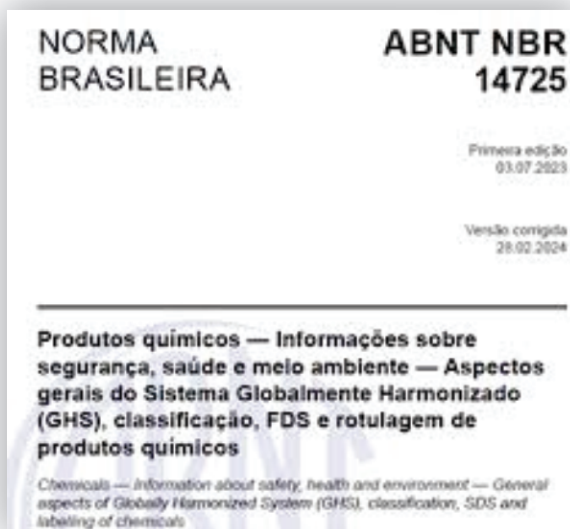 NORMA
BRASILEIRA
ABNT NBR
14725
Primeira edição
03.07.2023
Versão corrigida
28.02.2024
Produtos químicos — Informações sobre
segurança, saúde e meio ambiente — Aspectos
gerais do Sistema Globalmente Harmonizado
(GHS), classificação, FDS e rotulagem de
produtos químicos
Chemicals — Information about safety, health and environment — General
aspects of Globally Harmonized System (GHS), classification, SDS and
labelling of chemicals
ABNT